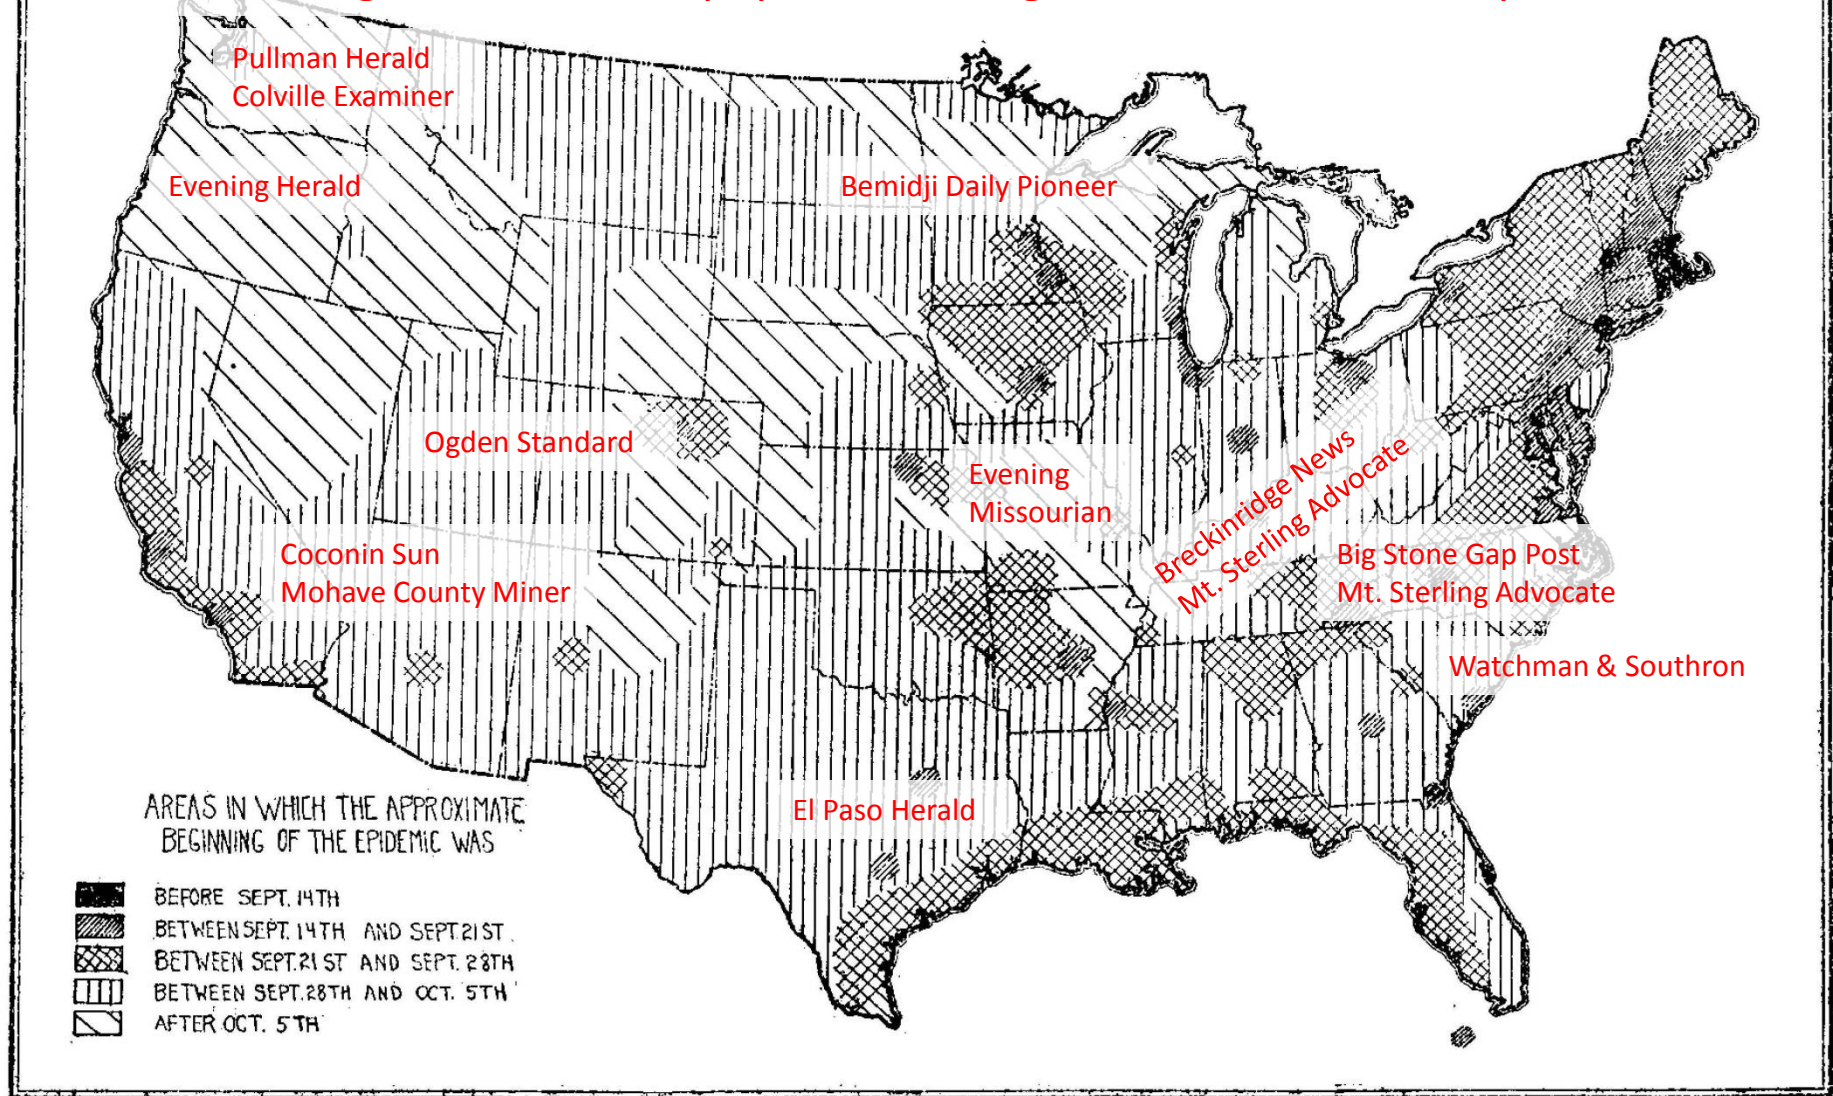 Pullman Herald
Colville Examiner
Evening Herald
Bemidji Daily Pioneer
Ogden Standard
Evening
Missourian
Breckinridge News
Mt. Sterling Advocate
Coconin Sun
Mohave County Miner
Big Stone Gap Post
Mt. Sterling Advocate
Watchman & Southron
El Paso Herald
AREAS IN WHICH THE APPROXIMATE
BEGINNING OF THE EPIDEMIC WAS
BEFORE SEPT. 14TH
BETWEEN SEPT. 14TH AND SEPT. 21ST.
BETWEEN SEPT. 21ST AND SEPT. 28TH
BETWEEN SEPT. 28TH AND OCT. 5TH
AFTER OCT. 5TH